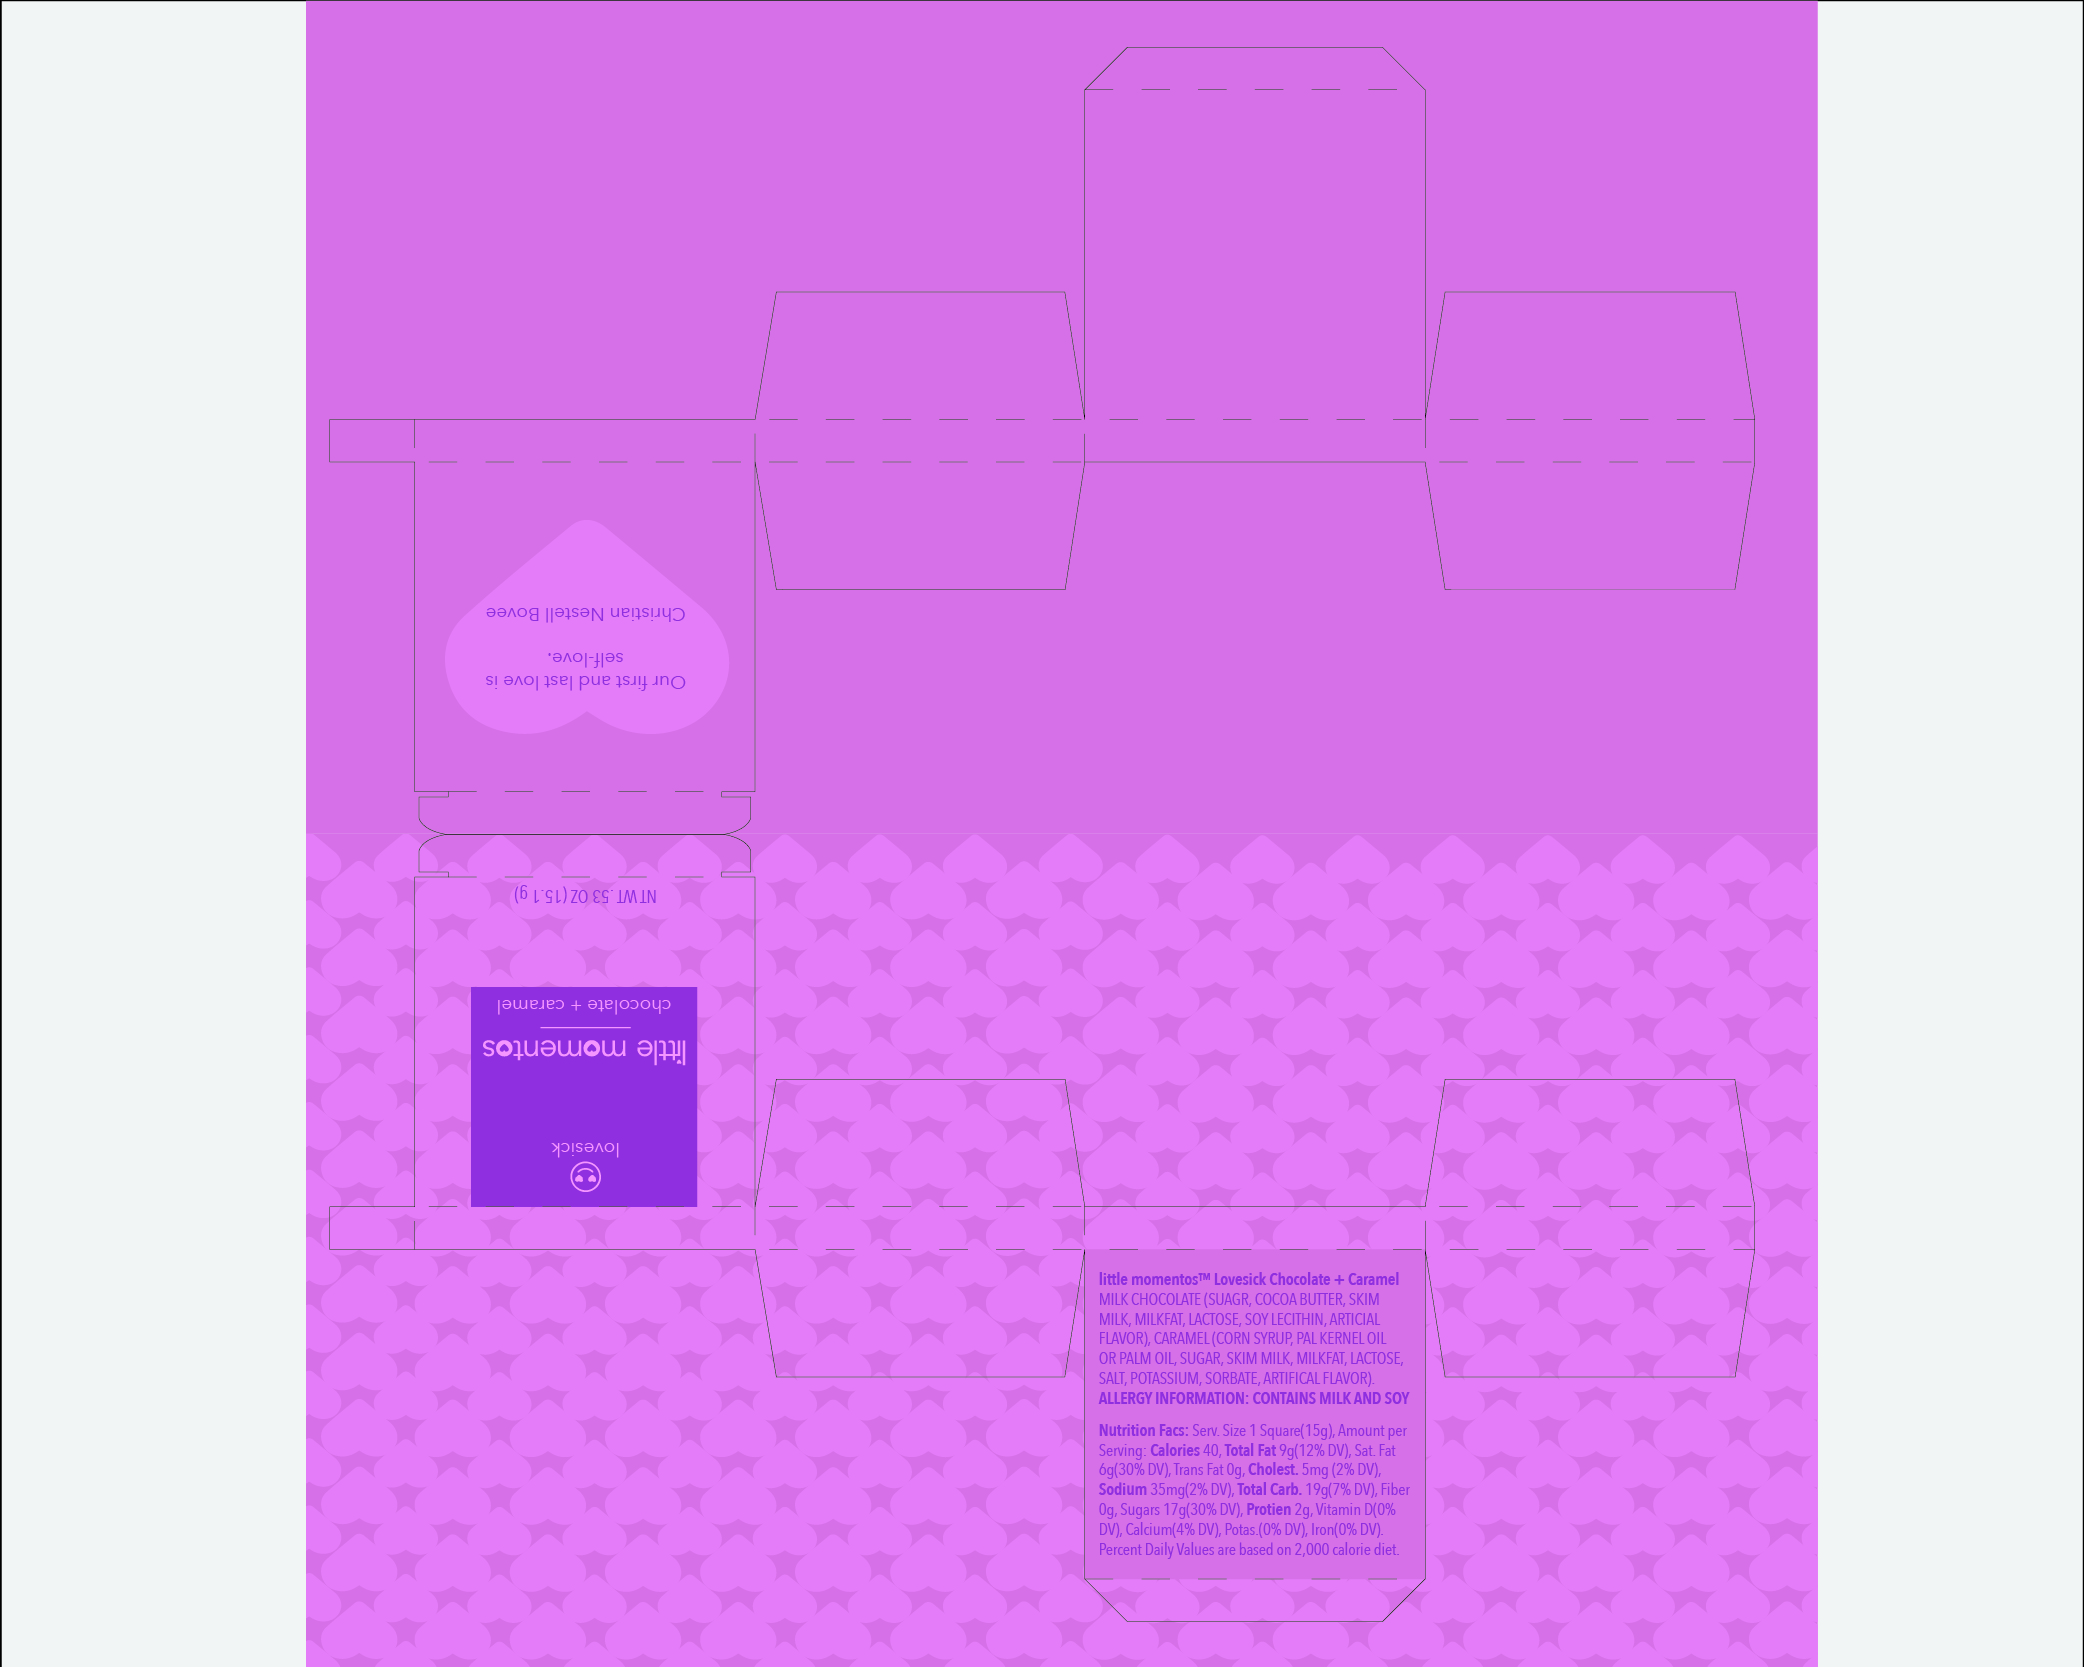 Our first and last love is
self-love.
Christian Nestell Bovee
lovesick
little momentos
chocolate + caramel
NT WT .53 OZ (15.1 g)
little momentos™ Lovesick Chocolate + Caramel
MILK CHOCOLATE (SUAGR, COCOA BUTTER, SKIM
MILK, MILKFAT, LACTOSE, SOY LECITHIN, ARTICIAL
FLAVOR), CARAMEL (CORN SYRUP, PAL KERNEL OIL
OR PALM OIL, SUGAR, SKIM MILK, MILKFAT, LACTOSE,
SALT, POTASSIUM, SORBATE, ARTIFICAL FLAVOR).
ALLERGY INFORMATION: CONTAINS MILK AND SOY
Nutrition Facs: Serv. Size 1 Square(15g), Amount per
Serving: Calories 40, Total Fat 9g(12% DV), Sat. Fat
6g(30% DV), Trans Fat 0g, Cholest. 5mg (2% DV),
Sodium 35mg(2% DV), Total Carb. 19g(7% DV), Fiber
0g, Sugars 17g(30% DV), Protien 2g, Vitamin D(0%
DV), Calcium(4% DV), Potas.(0% DV), Iron(0% DV).
Percent Daily Values are based on 2,000 calorie diet.